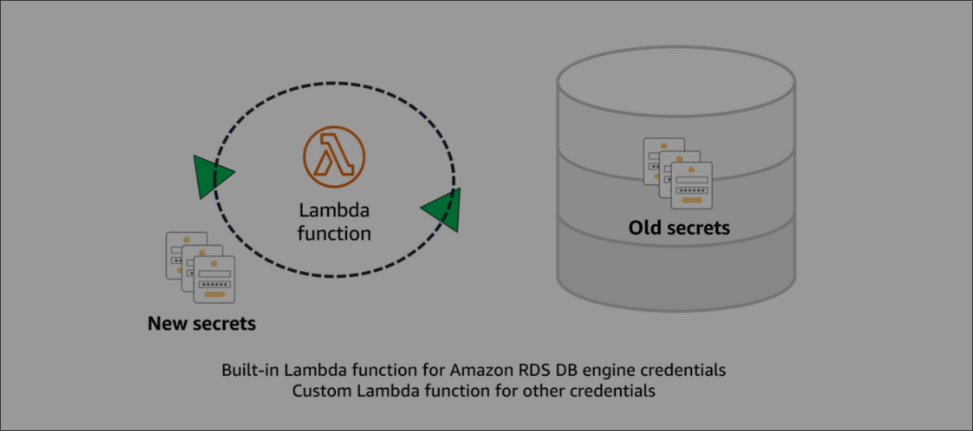 Lambda
function
Old secrets
New secrets
Built-in Lambda function for Amazon RDS DB engine credentials
Custom Lambda function for other credentials